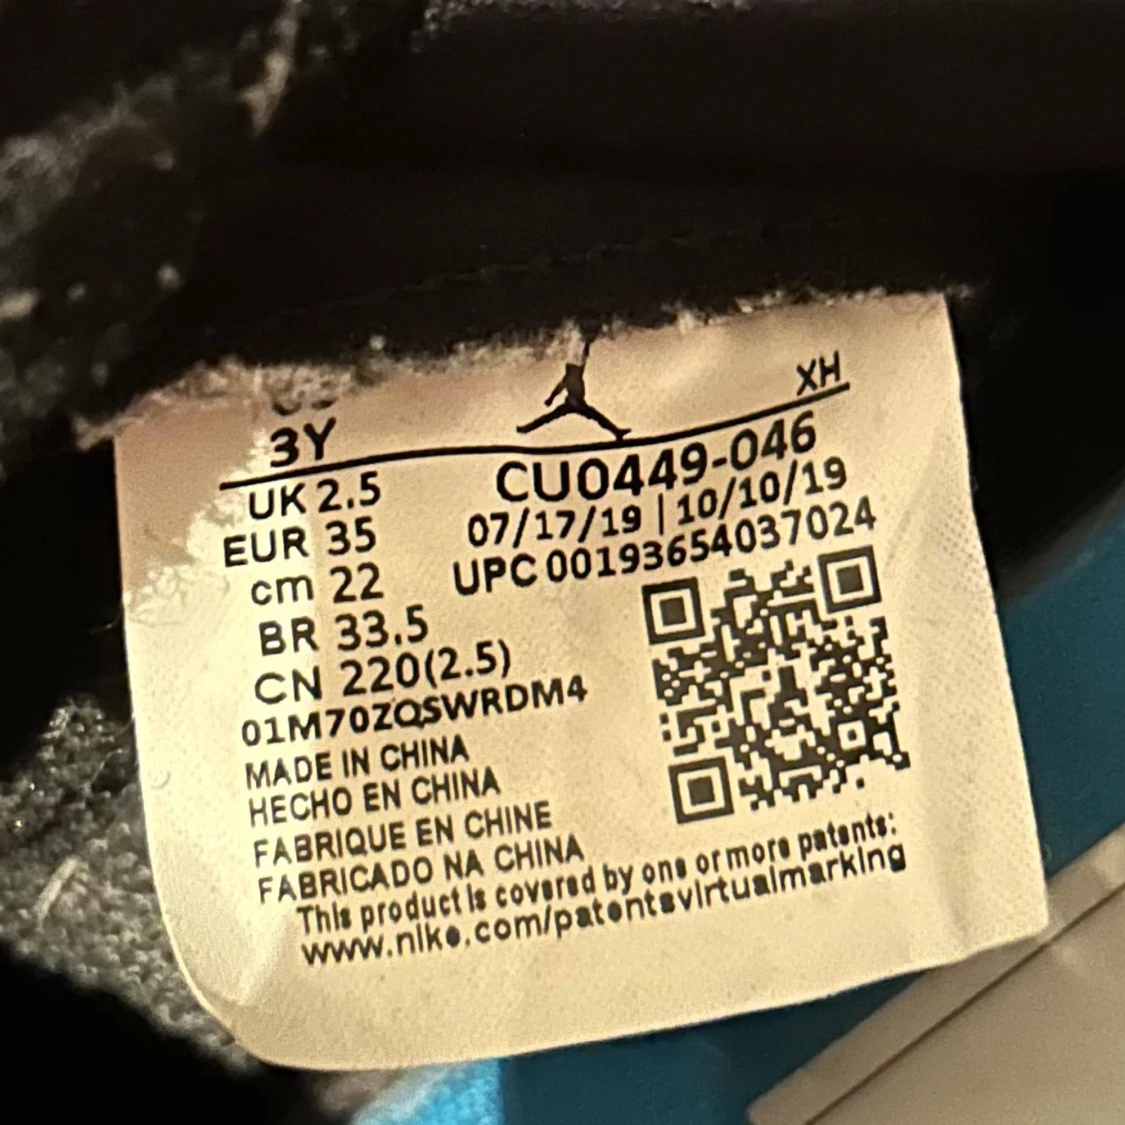 XH
3Y
CU0449-046
UK 2.5
07/17/19 | 10/10/19
EUR 35
UPC 00193654037024
cm 22
BR 33.5
CN 220(2.5)
01M70ZQSWRDM4
MADE IN CHINA
HECHO EN CHINA
FABRIQUE EN CHINE
FABRICADO NA CHINA
This product is covered by one or more patents:
www.nike.com/patentsvirtualmarking